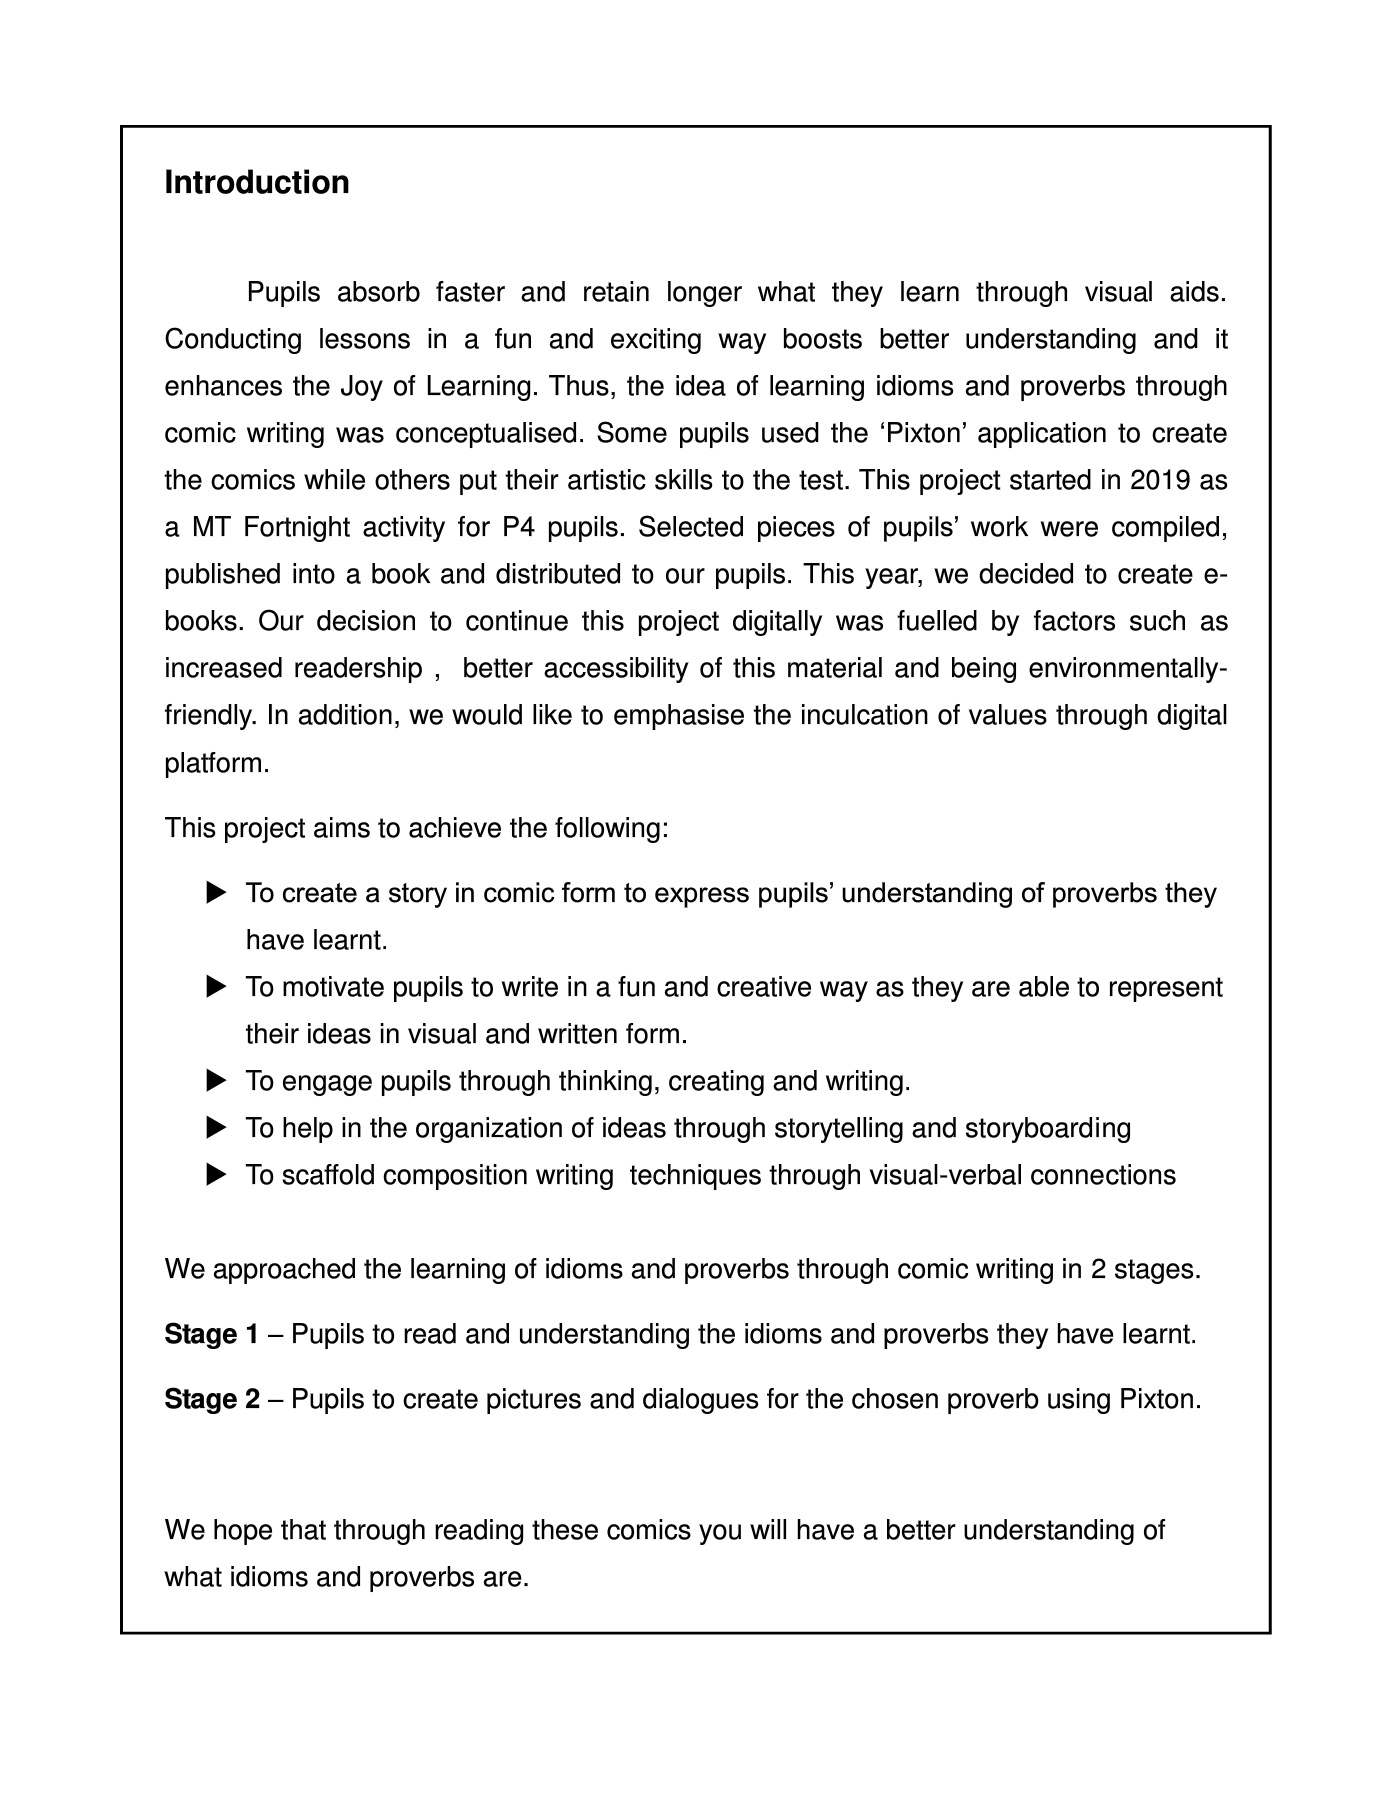 Introduction
Pupils absorb faster and retain longer what they learn through visual aids.
Conducting lessons in a fun and exciting way boosts better understanding and it
enhances the Joy of Learning. Thus, the idea of learning idioms and proverbs through
comic writing was conceptualised. Some pupils used the ‘Pixton’ application to create
the comics while others put their artistic skills to the test. This project started in 2019 as
a MT Fortnight activity for P4 pupils. Selected pieces of pupils’ work were compiled,
published into a book and distributed to our pupils. This year, we decided to create e-
books. Our decision to continue this project digitally was fuelled by factors such as
increased readership ,  better accessibility of this material and being environmentally-
friendly. In addition, we would like to emphasise the inculcation of values through digital
platform.
This project aims to achieve the following:
▶ To create a story in comic form to express pupils’ understanding of proverbs they
have learnt.
▶ To motivate pupils to write in a fun and creative way as they are able to represent
their ideas in visual and written form.
▶ To engage pupils through thinking, creating and writing.
▶ To help in the organization of ideas through storytelling and storyboarding
▶ To scaffold composition writing  techniques through visual-verbal connections
We approached the learning of idioms and proverbs through comic writing in 2 stages.
Stage 1 – Pupils to read and understanding the idioms and proverbs they have learnt.
Stage 2 – Pupils to create pictures and dialogues for the chosen proverb using Pixton.
We hope that through reading these comics you will have a better understanding of
what idioms and proverbs are.